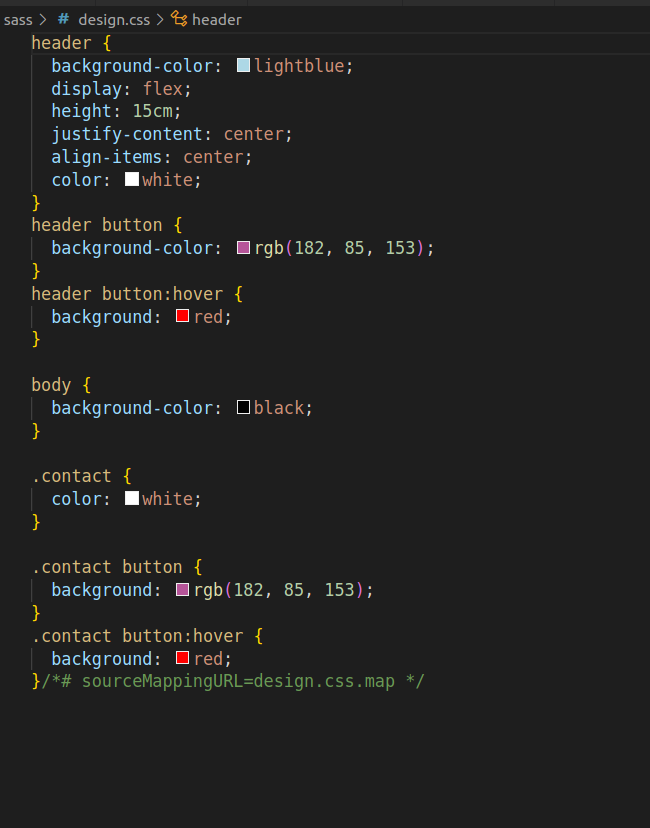 sass > # design.css > header
header {
  background-color: lightblue;
  display: flex;
  height: 15cm;
  justify-content: center;
  align-items: center;
  color: white;
}
header button {
  background-color: rgb(182, 85, 153);
}
header button:hover {
  background: red;
}

body {
  background-color: black;
}

.contact {
  color: white;
}

.contact button {
  background: rgb(182, 85, 153);
}
.contact button:hover {
  background: red;
}/*# sourceMappingURL=design.css.map */